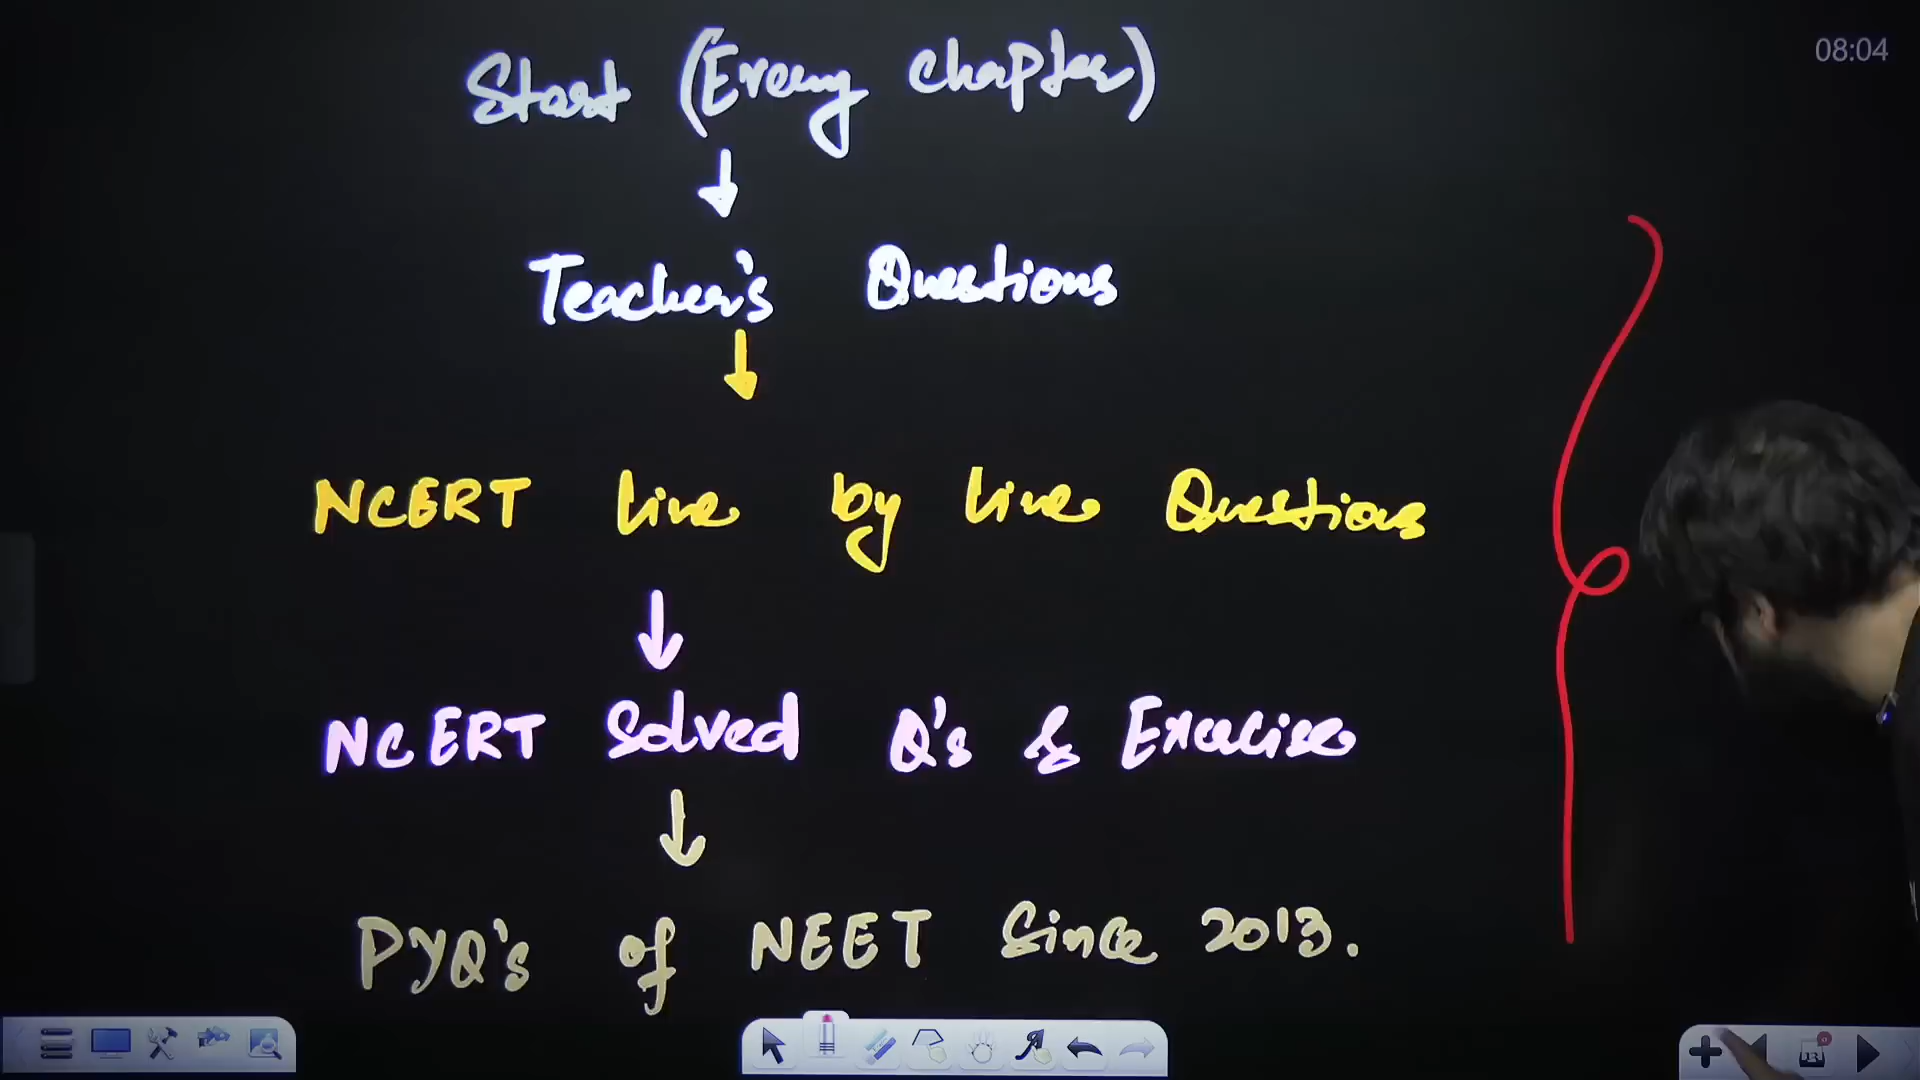 08:04
Start (Every chapter)
Teacher's Questions
NCERT line by line Questions
NCERT Solved Q's & Exercise
PYQ's of NEET Since 2013.